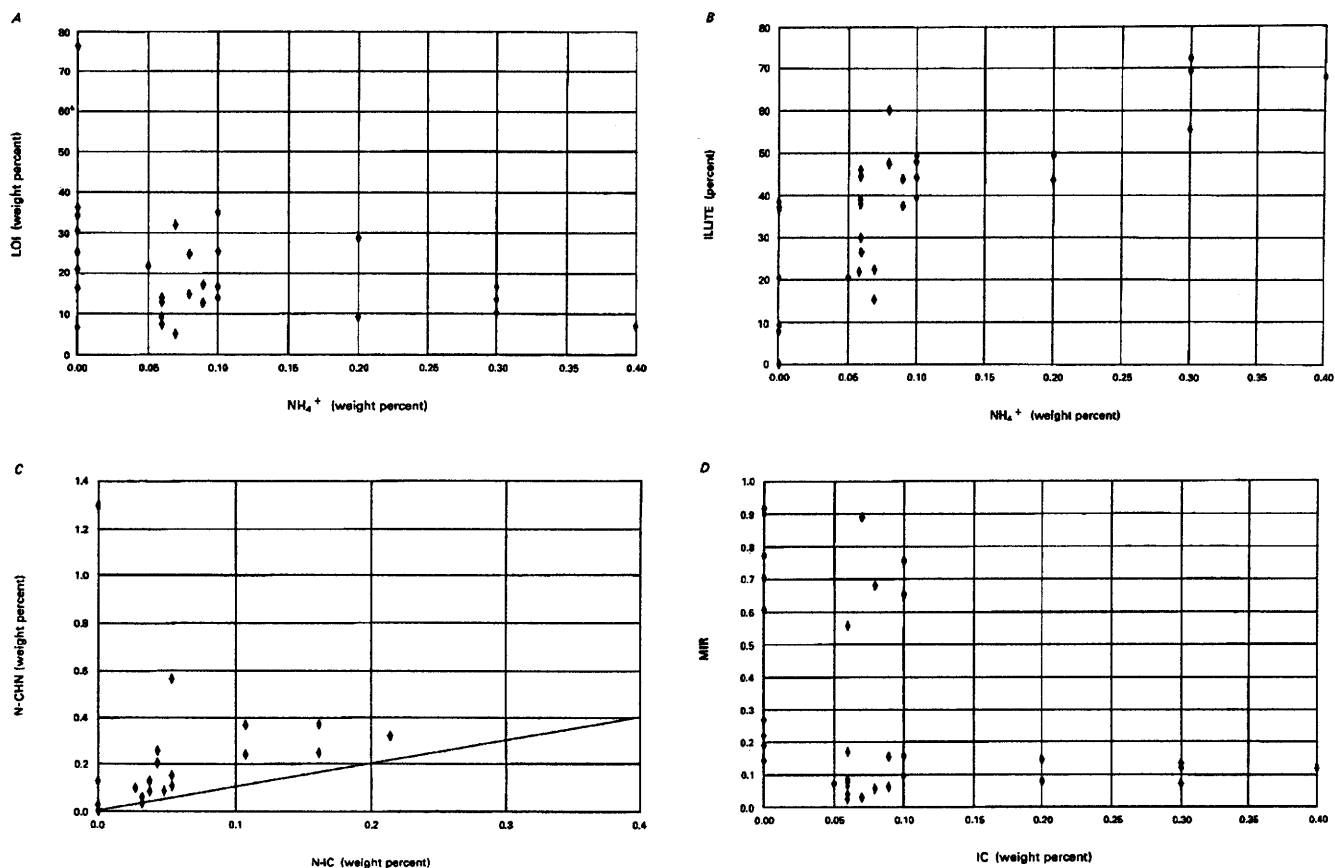 A
LOI (weight percent)
80
70
60
50
40
30
20
10
0
0.00 0.05 0.10 0.15 0.20 0.25 0.30 0.35 0.40
NH₄⁺ (weight percent)
B
ILLITE (percent)
80
70
60
50
40
30
20
10
0
0.00 0.05 0.10 0.15 0.20 0.25 0.30 0.35 0.40
NH₄⁺ (weight percent)
C
N-CHN (weight percent)
1.4
1.2
1.0
0.8
0.6
0.4
0.2
0.0
0.0 0.1 0.2 0.3 0.4
N-IC (weight percent)
D
MIR
1.0
0.9
0.8
0.7
0.6
0.5
0.4
0.3
0.2
0.1
0.0
0.00 0.05 0.10 0.15 0.20 0.25 0.30 0.35 0.40
IC (weight percent)